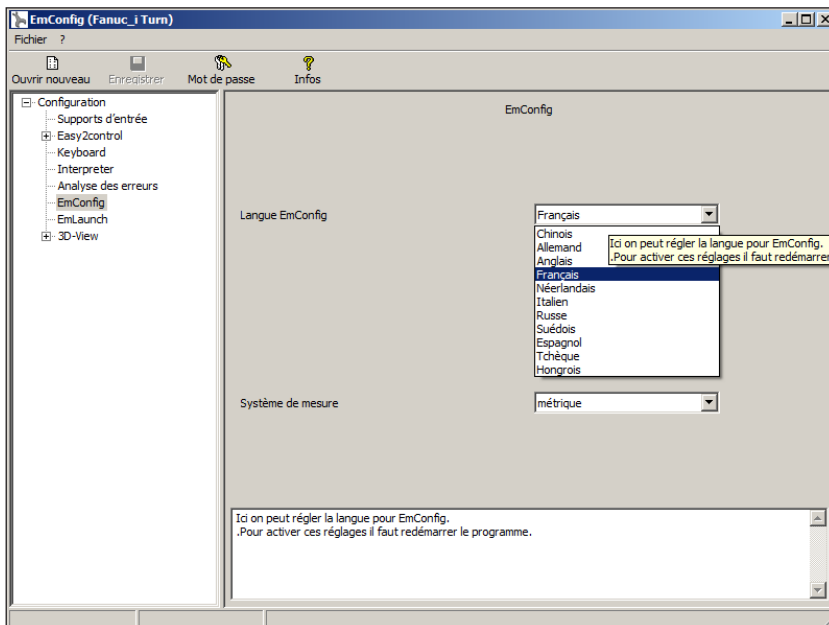 EmConfig (Fanuc_i Turn)
Fichier ?
Ouvrir nouveau Enregistrer Mot de passe Infos
Configuration
Supports d'entrée
Easy2control
Keyboard
Interpreter
Analyse des erreurs
EmConfig
EmLaunch
3D-View
EmConfig
Langue EmConfig
Français
Chinois
Allemand
Anglais
Français
Néerlandais
Italien
Russe
Suédois
Espagnol
Tchèque
Hongrois
Ici on peut régler la langue pour EmConfig.
.Pour activer ces réglages il faut redémarrer
Système de mesure
métrique
Ici on peut régler la langue pour EmConfig.
.Pour activer ces réglages il faut redémarrer le programme.